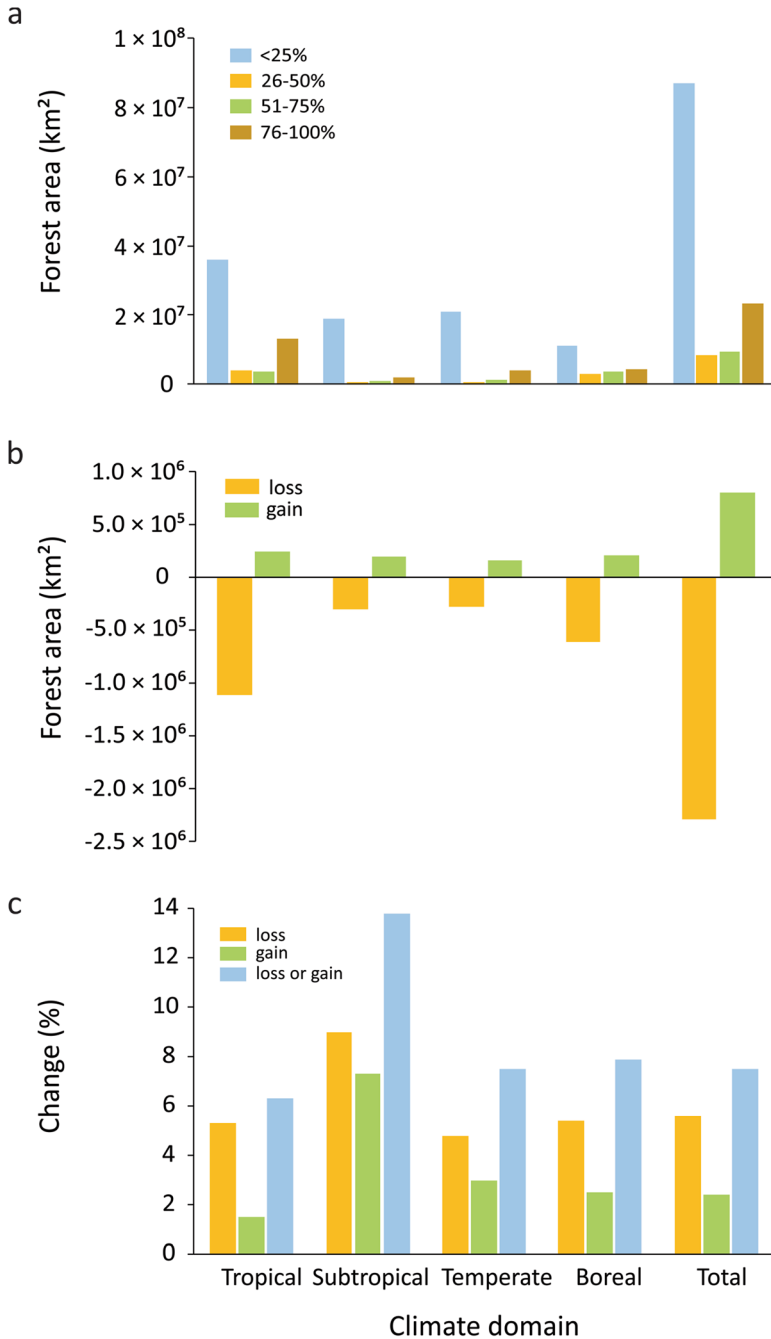 a
1 × 10⁸
8 × 10⁷
6 × 10⁷
4 × 10⁷
2 × 10⁷
0
Forest area (km²)
<25%
26-50%
51-75%
76-100%
b
1.0 × 10⁶
5.0 × 10⁵
0
-5.0 × 10⁵
-1.0 × 10⁶
-1.5 × 10⁶
-2.0 × 10⁶
-2.5 × 10⁶
Forest area (km²)
loss
gain
c
14
12
10
8
6
4
2
0
Change (%)
loss
gain
loss or gain
Tropical Subtropical Temperate Boreal Total
Climate domain